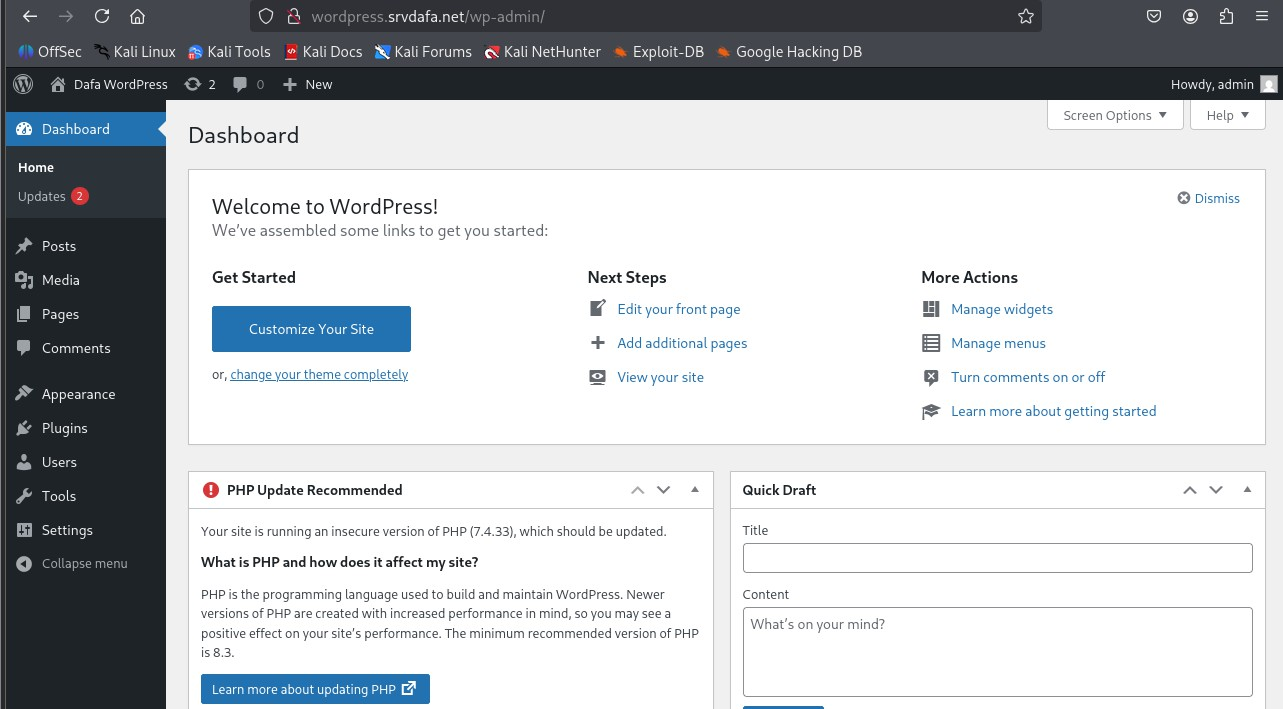 wordpress.srvdafa.net/wp-admin/
OffSec Kali Linux Kali Tools Kali Docs Kali Forums Kali NetHunter Exploit-DB Google Hacking DB
Dafa WordPress 2 0 New Howdy, admin
Dashboard
Home
Updates 2
Posts
Media
Pages
Comments
Appearance
Plugins
Users
Tools
Settings
Collapse menu
Screen Options Help
Dashboard
Welcome to WordPress!
Dismiss
We've assembled some links to get you started:
Get Started
Customize Your Site
or, change your theme completely
Next Steps
Edit your front page
Add additional pages
View your site
More Actions
Manage widgets
Manage menus
Turn comments on or off
Learn more about getting started
PHP Update Recommended
Your site is running an insecure version of PHP (7.4.33), which should be updated.
What is PHP and how does it affect my site?
PHP is the programming language used to build and maintain WordPress. Newer
versions of PHP are created with increased performance in mind, so you may see a
positive effect on your site's performance. The minimum recommended version of PHP
is 8.3.
Learn more about updating PHP
Quick Draft
Title
Content
What's on your mind?